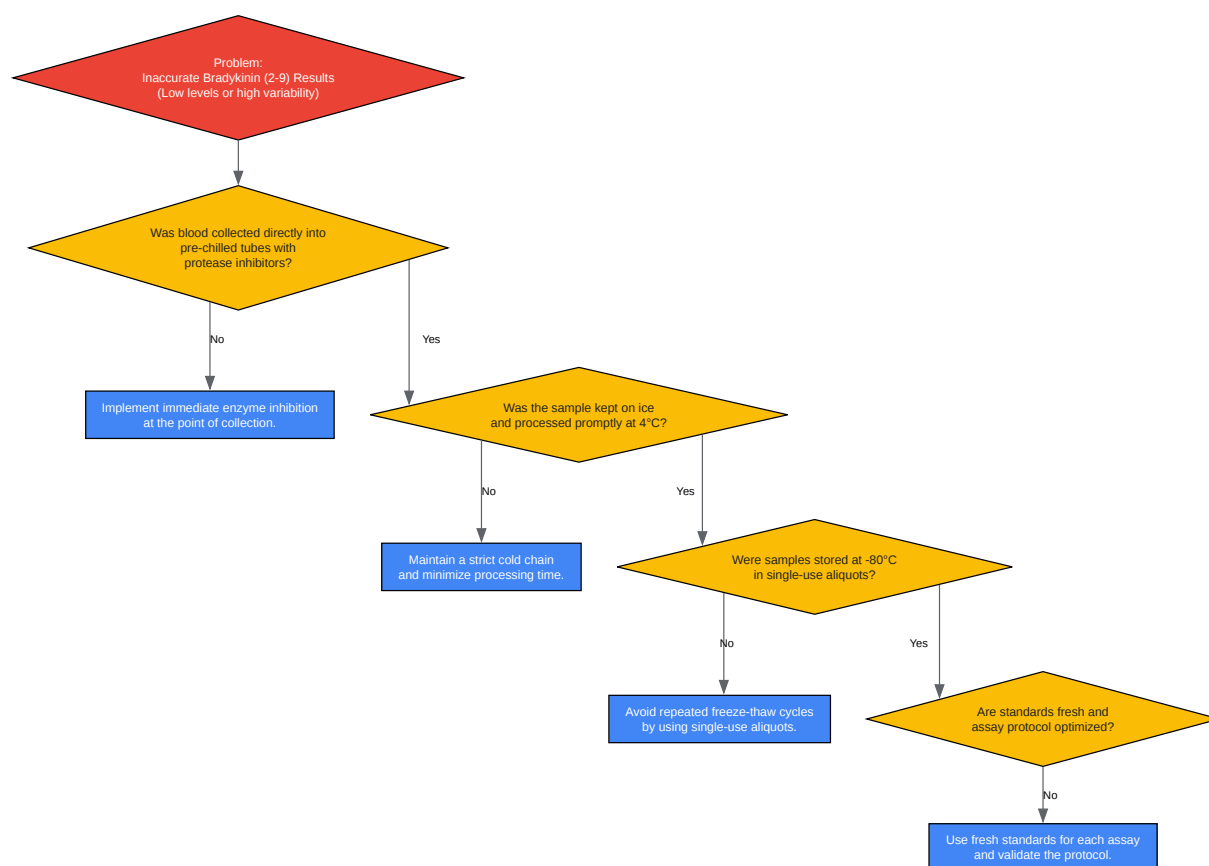 Problem:
Inaccurate Bradykinin (2-9) Results
(Low levels or high variability)
Was blood collected directly into
pre-chilled tubes with
protease inhibitors?
No
Yes
Implement immediate enzyme inhibition
at the point of collection.
Was the sample kept on ice
and processed promptly at 4°C?
No
Yes
Maintain a strict cold chain
and minimize processing time.
Were samples stored at -80°C
in single-use aliquots?
No
Yes
Avoid repeated freeze-thaw cycles
by using single-use aliquots.
Are standards fresh and
assay protocol optimized?
No
Use fresh standards for each assay
and validate the protocol.